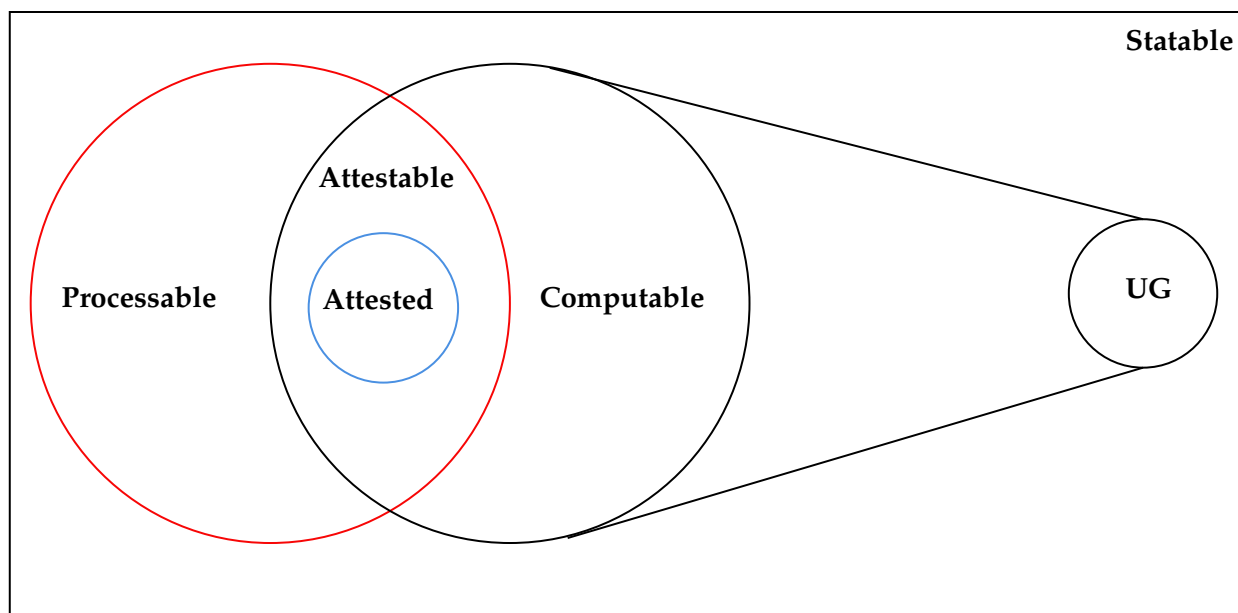 Statable
Attestable
Processable
Attested
Computable
UG